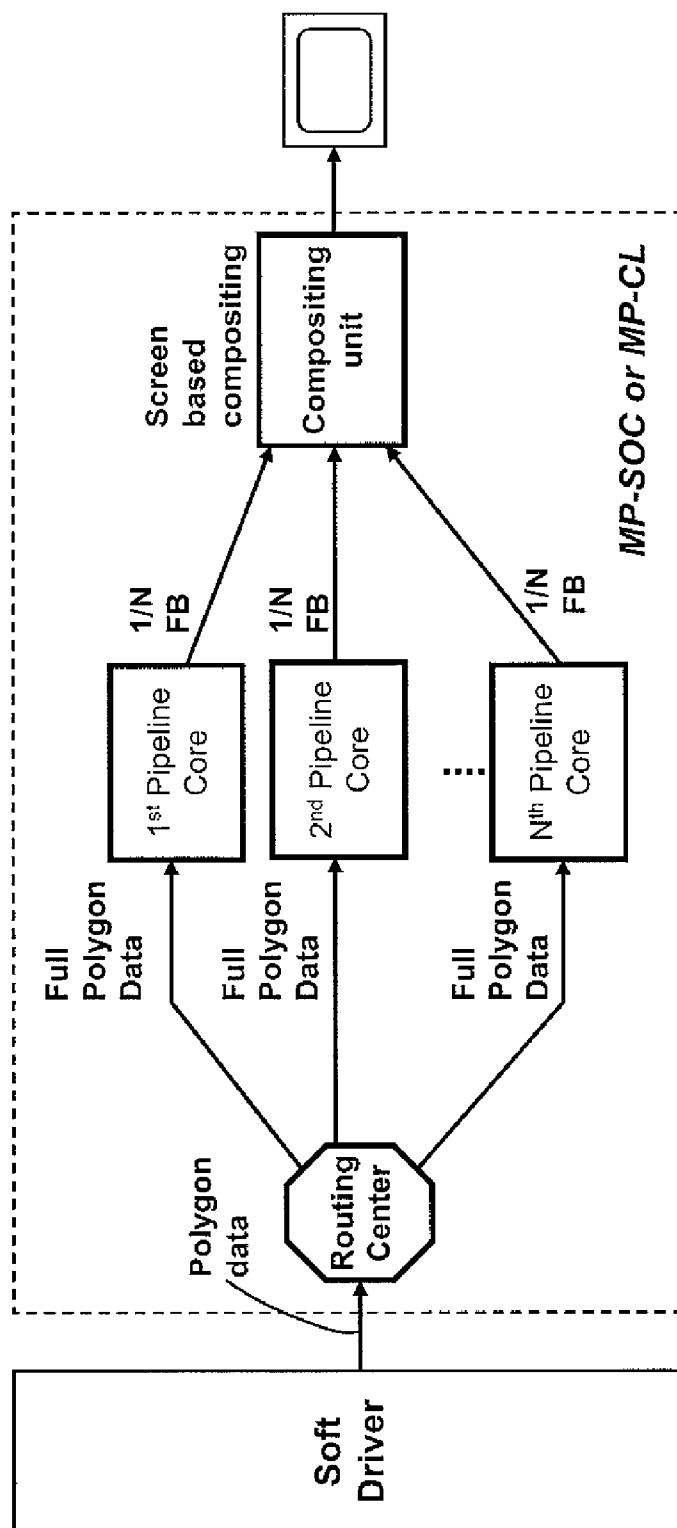 Soft
Driver
Polygon
data
Routing
Center
Full
Polygon
Data
Full
Polygon
Data
Full
Polygon
Data
1st Pipeline
Core
2nd Pipeline
Core
Nth Pipeline
Core
1/N
FB
1/N
FB
1/N
FB
Screen
based
compositing
Compositing
unit
MP-SOC or MP-CL